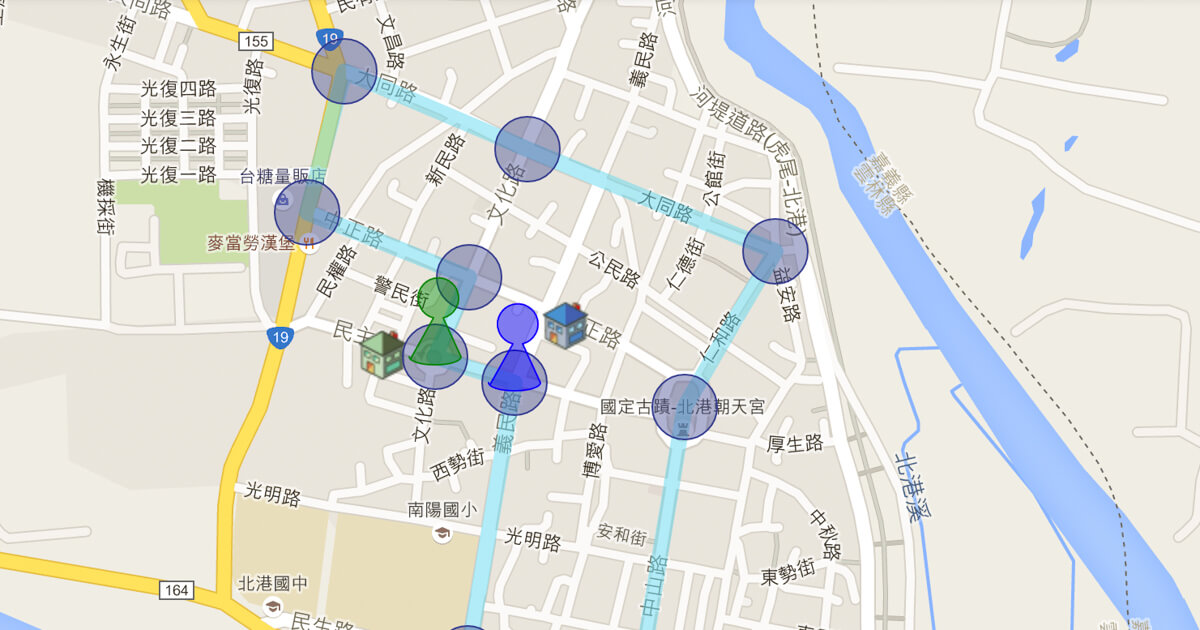 大同路
文昌路
19
155
永生街
光復路
義民路
大同路
光復四路
光復三路
光復二路
光復一路
河堤道路(虎尾-北港)
新民路
公館街
嘉義縣
雲林縣
台糖量販店
文化路
大同路
機採街
中正路
麥當勞漢堡
民權路
公民路
仁德街
警民街
益安路
19
仁和路
正路
民主
國定古蹟-北港朝天宮
文化路
義民路
博愛路
厚生路
西勢街
北港溪
光明路
南陽國小
光明路
安和街
中秋路
東勢街
中山路
164
北港國中
民生路